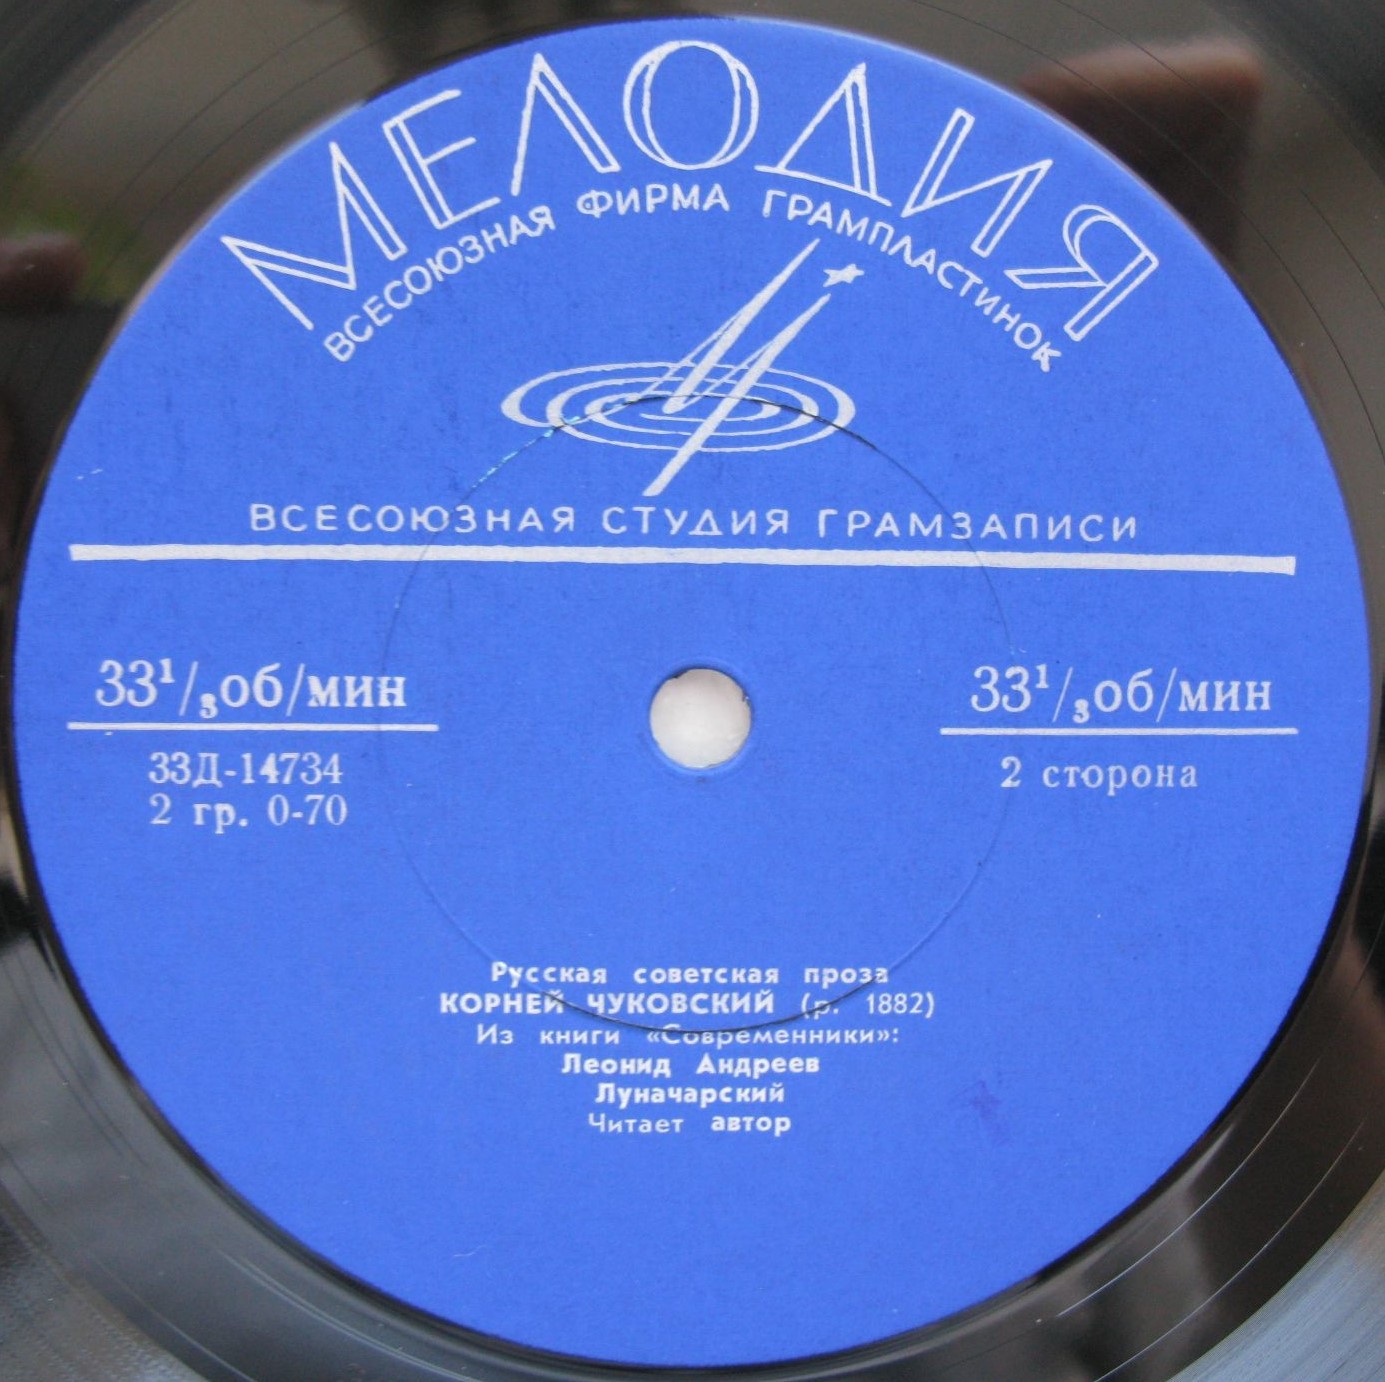 МЕЛОДИЯ
ВСЕСОЮЗНАЯ ФИРМА ГРАМПЛАСТИНОК
ВСЕСОЮЗНАЯ СТУДИЯ ГРАМЗАПИСИ
33¹/₃об/мин
33Д-14734
2 гр. 0-70
33¹/₃об/мин
2 сторона
Русская советская проза
КОРНЕЙ ЧУКОВСКИЙ (р. 1882)
Из книги «Современники»:
Леонид Андреев
Луначарский
Читает автор